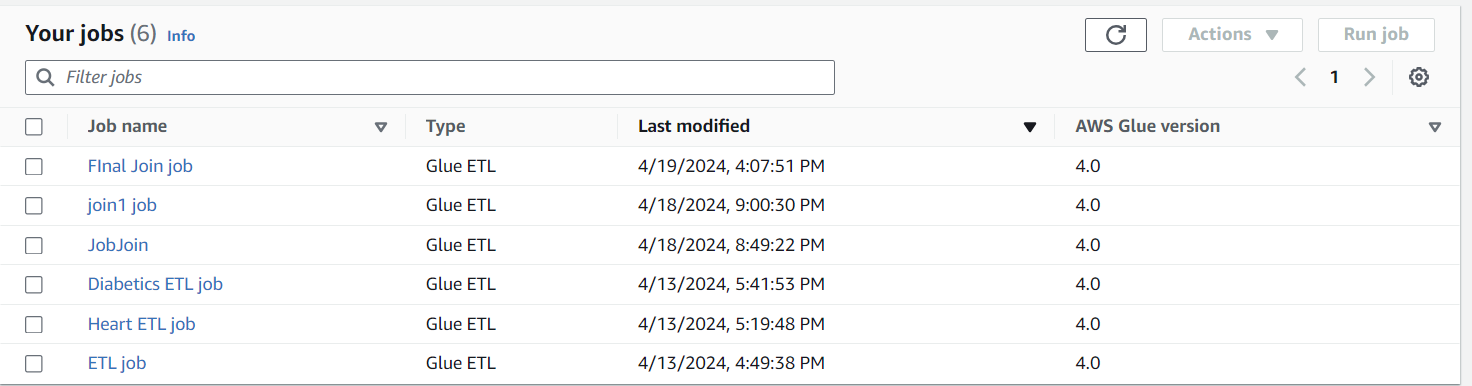 Your jobs (6) Info
Actions
Run job
Filter jobs
1
Job name Type Last modified AWS Glue version
FInal Join job Glue ETL 4/19/2024, 4:07:51 PM 4.0
join1 job Glue ETL 4/18/2024, 9:00:30 PM 4.0
JobJoin Glue ETL 4/18/2024, 8:49:22 PM 4.0
Diabetics ETL job Glue ETL 4/13/2024, 5:41:53 PM 4.0
Heart ETL job Glue ETL 4/13/2024, 5:19:48 PM 4.0
ETL job Glue ETL 4/13/2024, 4:49:38 PM 4.0